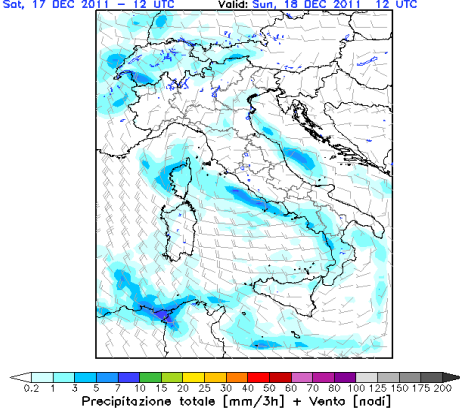 Sat, 17 DEC 2011 – 12 UTC Valid: Sun, 18 DEC 2011 12 UTC
0.2 1 3 5 10 15 20 25 30 40 50 60 70 80 100 125 150 175 200
Precipitazione totale [mm/3h] + Vento [nodi]